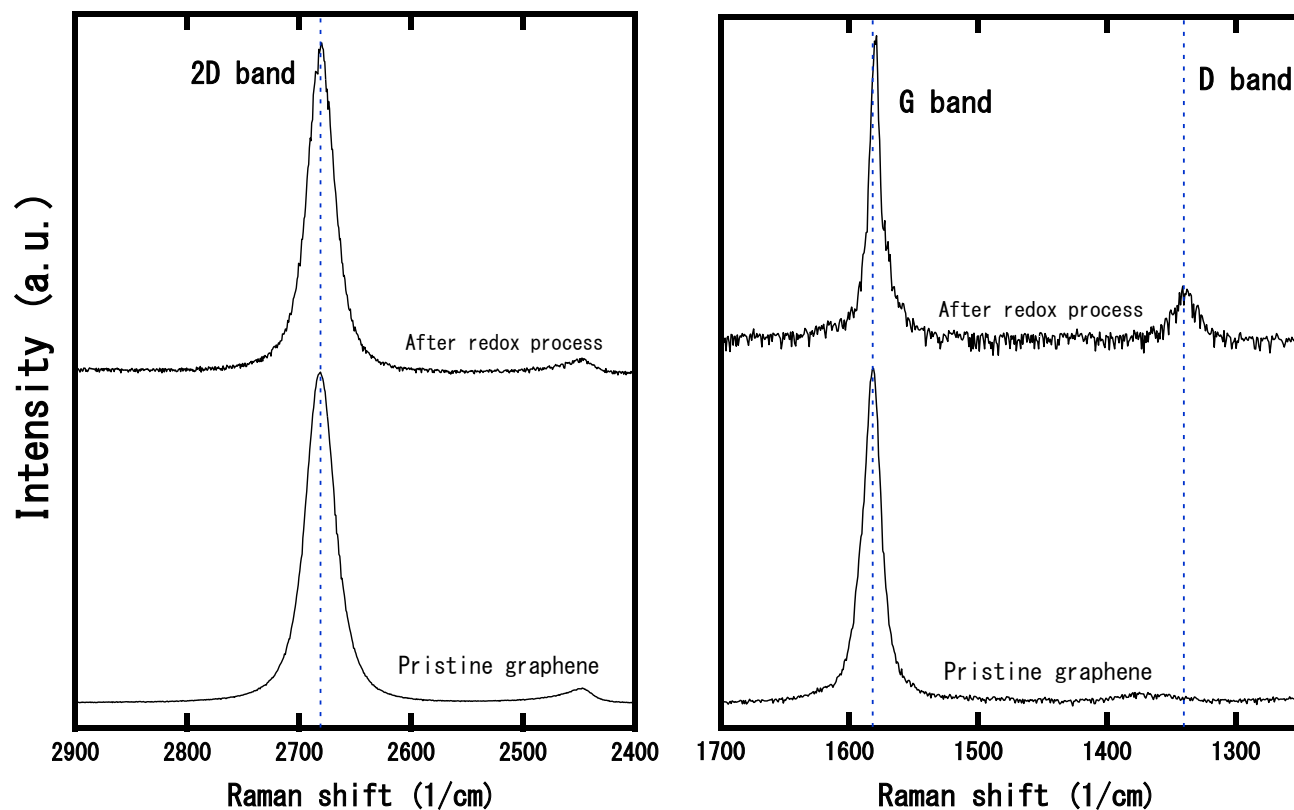 Intensity (a.u.)
2D band
After redox process
Pristine graphene
2900 2800 2700 2600 2500 2400
Raman shift (1/cm)
D band
G band
After redox process
Pristine graphene
1700 1600 1500 1400 1300
Raman shift (1/cm)